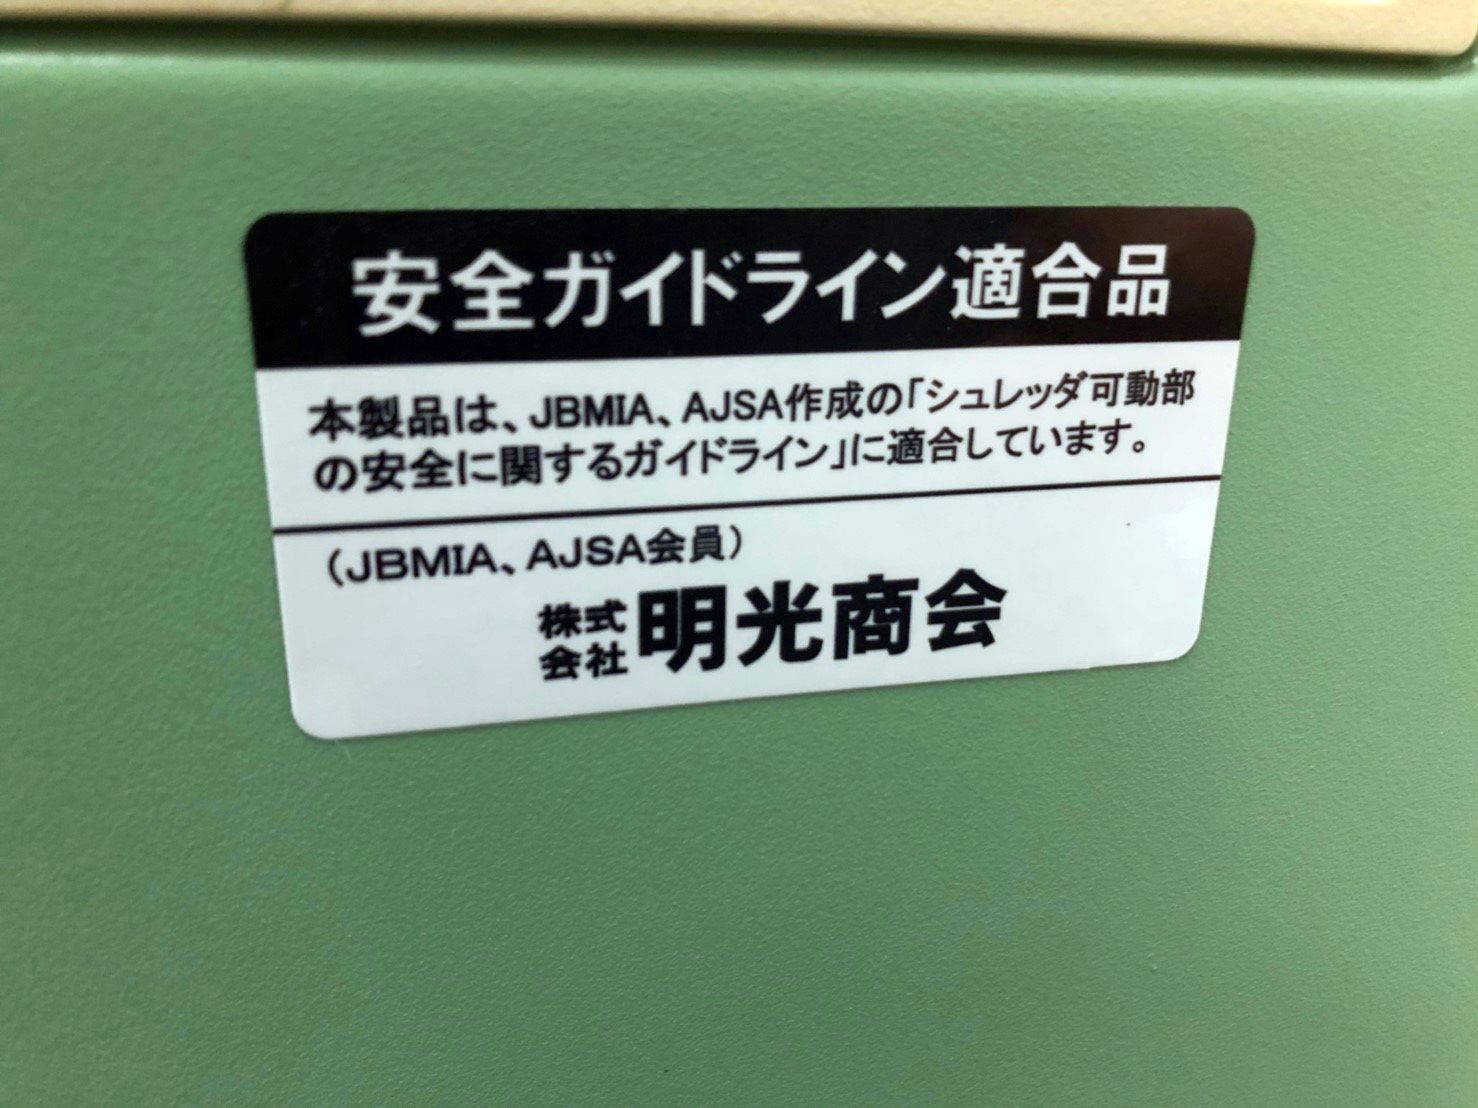 安全ガイドライン適合品
本製品は、JBMIA、AJSA作成の「シュレッダ可動部
の安全に関するガイドライン」に適合しています。
（JBMIA、AJSA会員）
株式会社 明光商会